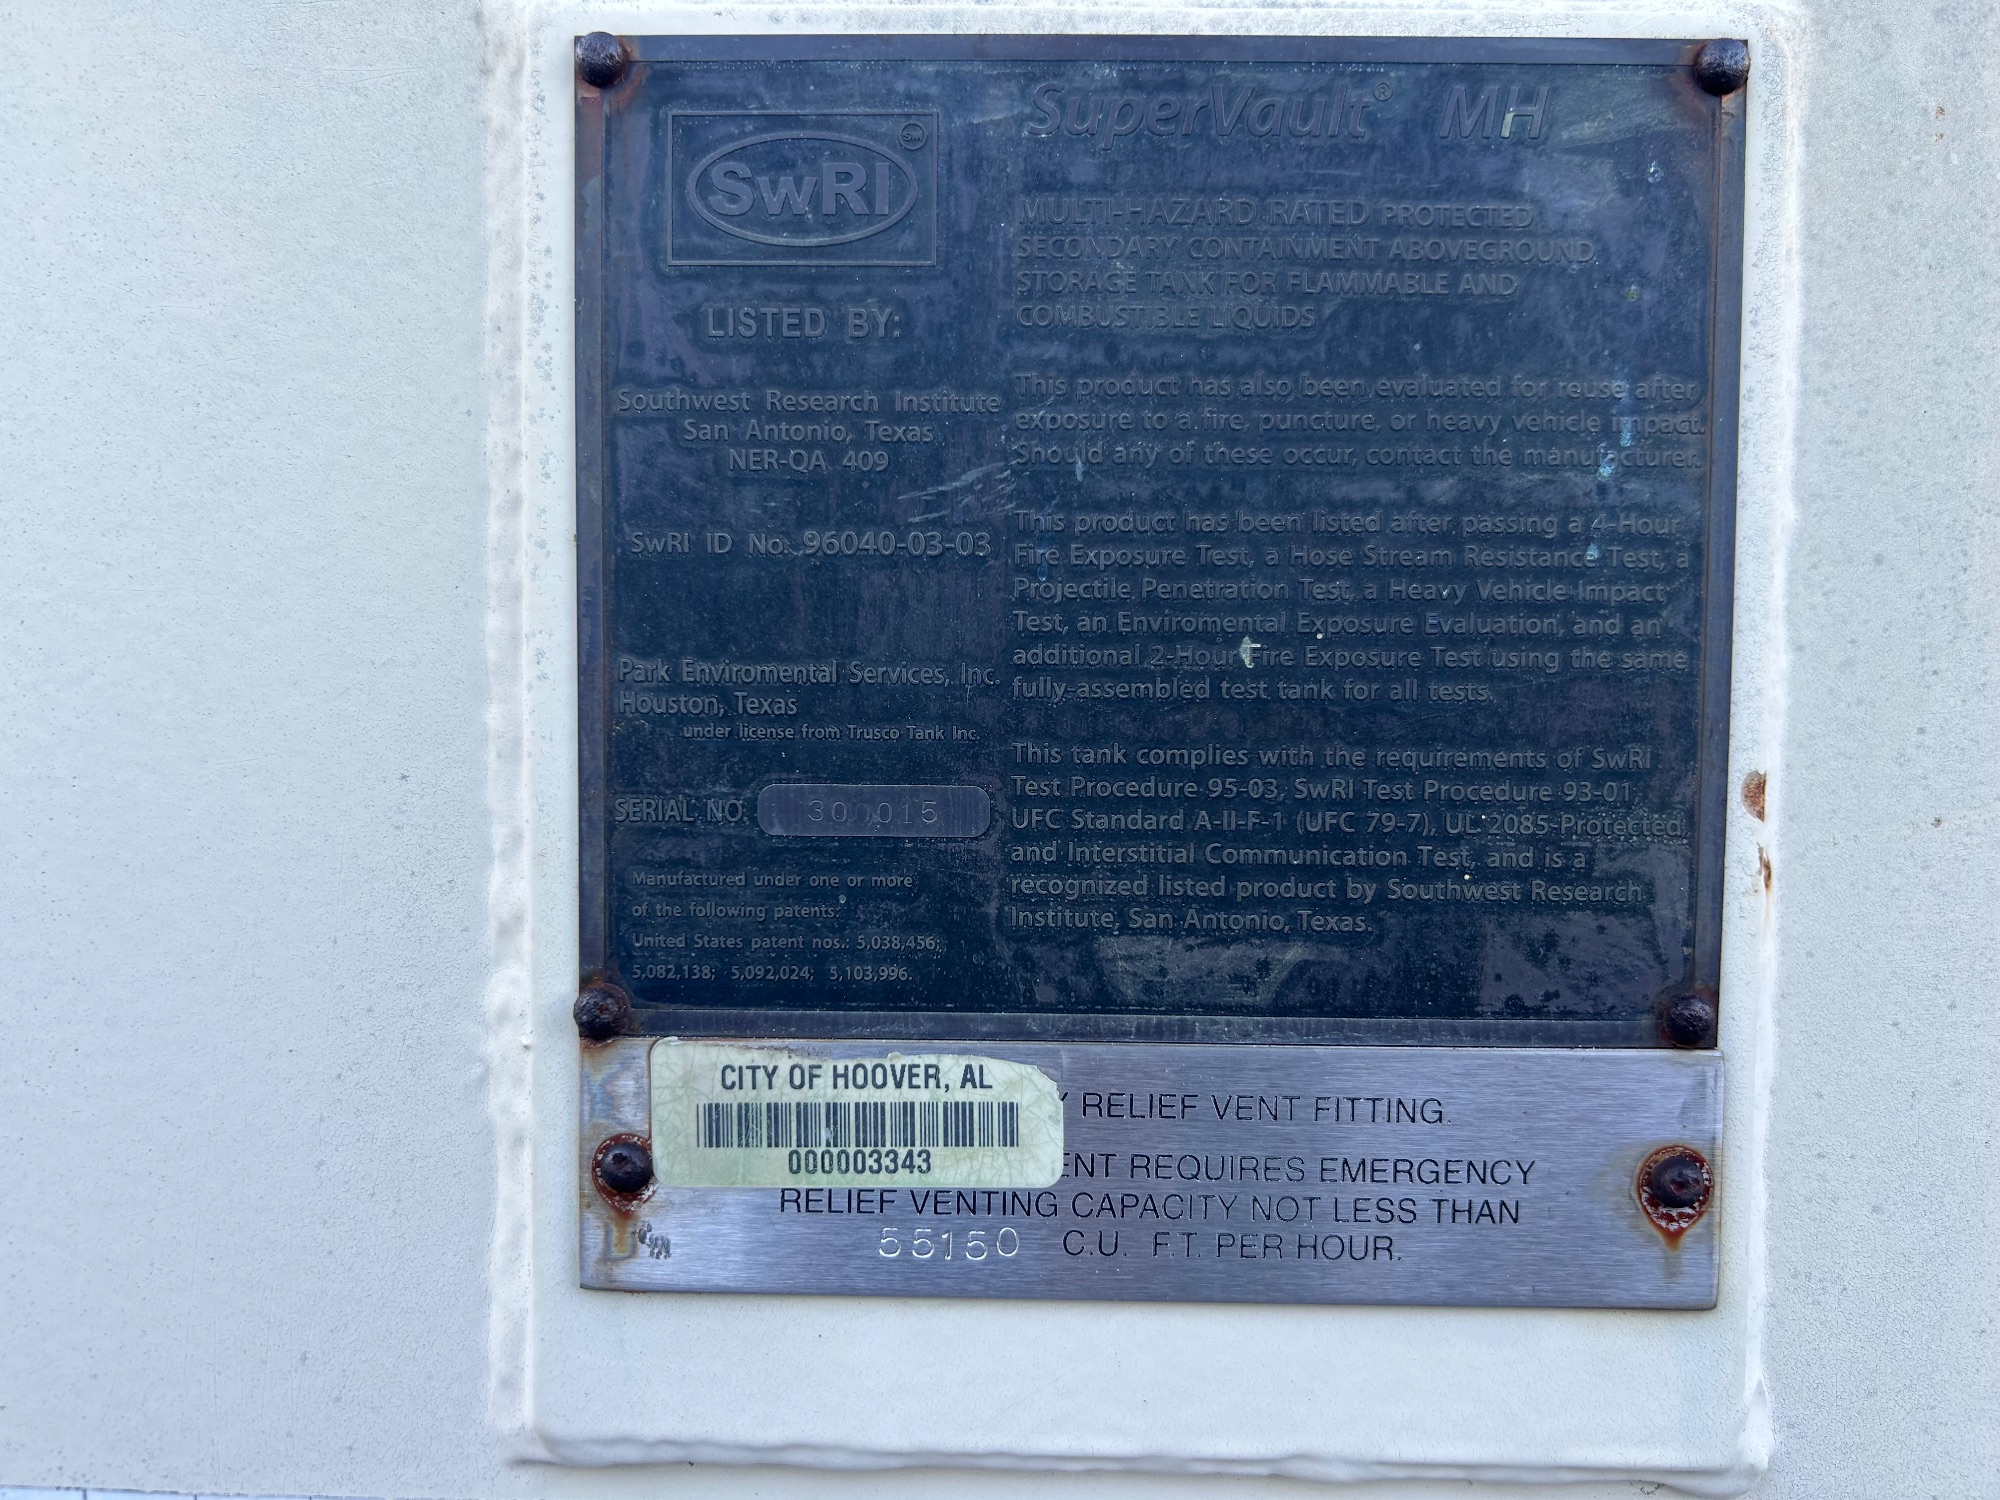 SwRI
SM
LISTED BY:
Southwest Research Institute
San Antonio, Texas
NER-QA 409
SwRI ID No: 96040-03-03
Park Enviromental Services, Inc.
Houston, Texas
under license from Trusco Tank Inc.
SERIAL NO. 300015
Manufactured under one or more
of the following patents:
United States patent nos.: 5,038,456;
5,082,138; 5,092,024; 5,103,996.
SuperVault® MH
MULTI-HAZARD RATED PROTECTED
SECONDARY CONTAINMENT ABOVEGROUND
STORAGE TANK FOR FLAMMABLE AND
COMBUSTIBLE LIQUIDS
This product has also been evaluated for reuse after
exposure to a fire, puncture, or heavy vehicle impact.
Should any of these occur, contact the manufacturer.
This product has been listed after passing a 4-Hour
Fire Exposure Test, a Hose Stream Resistance Test, a
Projectile Penetration Test, a Heavy Vehicle Impact
Test, an Enviromental Exposure Evaluation, and an
additional 2-Hour Fire Exposure Test using the same
fully-assembled test tank for all tests.
This tank complies with the requirements of SwRI
Test Procedure 95-03, SwRI Test Procedure 93-01,
UFC Standard A-II-F-1 (UFC 79-7), UL 2085-Protected
and Interstitial Communication Test, and is a
recognized listed product by Southwest Research
Institute, San Antonio, Texas.
CITY OF HOOVER, AL
000003343
RELIEF VENT FITTING.
ENT REQUIRES EMERGENCY
RELIEF VENTING CAPACITY NOT LESS THAN
55150 C.U. F.T. PER HOUR.